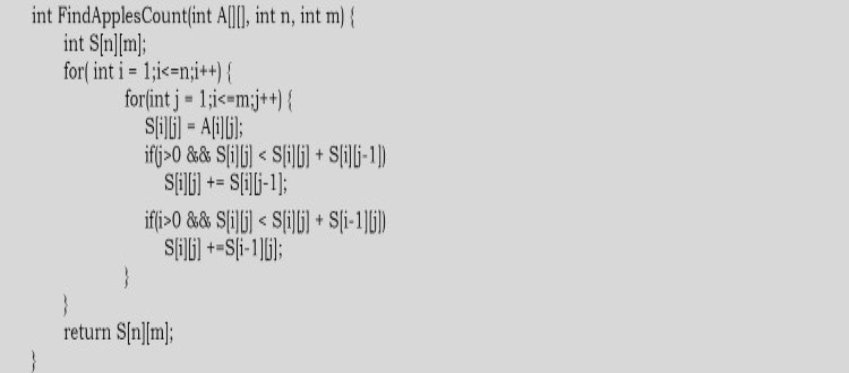 int FindApplesCount(int A[][], int n, int m) {
int S[n][m];
for( int i = 1;i<=n;i++) {
for(int j = 1;i<=m;j++) {
S[i][j] = A[i][j];
if(j>0 && S[i][j] < S[i][j] + S[i][j-1])
S[i][j] += S[i][j-1];
if(i>0 && S[i][j] < S[i][j] + S[i-1][j])
S[i][j] +=S[i-1][j];
}
}
return S[n][m];
}